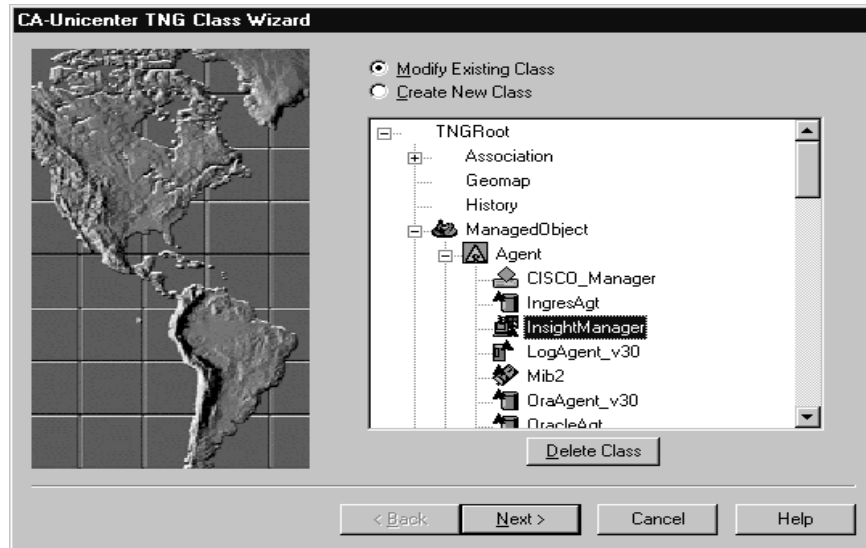 CA-Unicenter TNG Class Wizard
Modify Existing Class
Create New Class
TNGRoot
Association
Geomap
History
ManagedObject
Agent
CISCO_Manager
IngresAgt
InsightManager
LogAgent_v30
Mib2
OraAgent_v30
OracleAgt
Delete Class
< Back
Next >
Cancel
Help